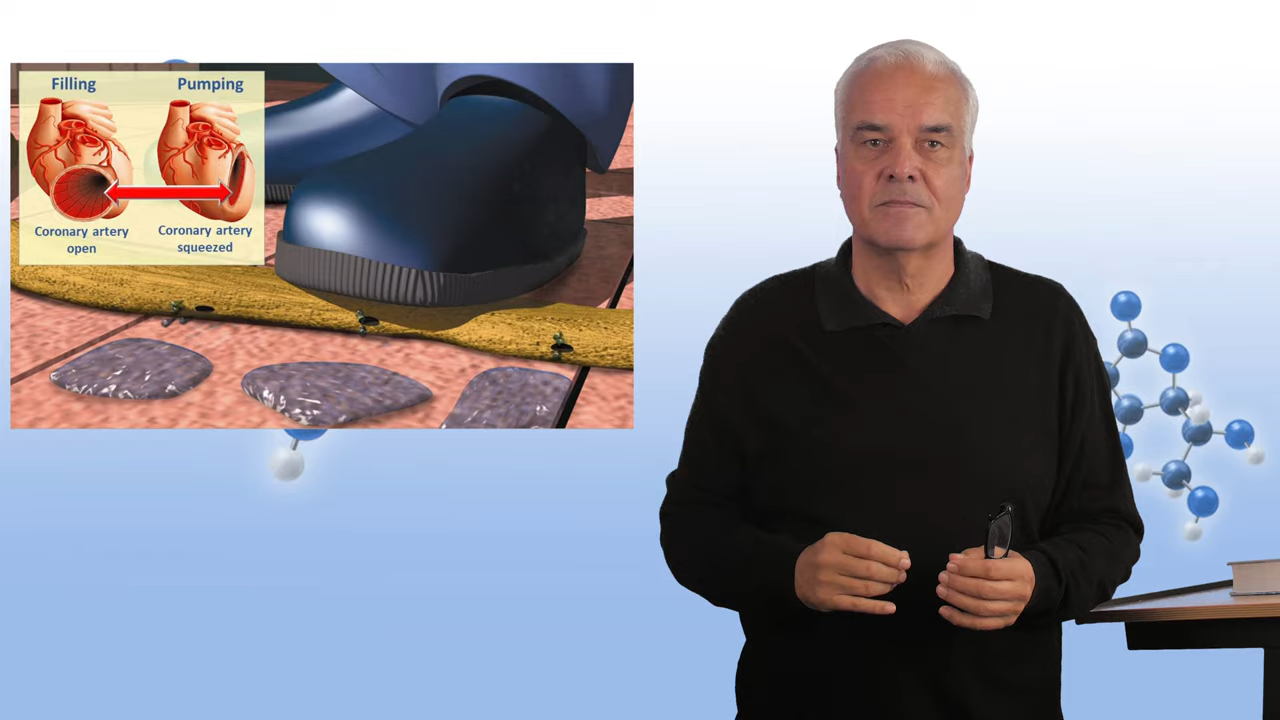 Filling
Pumping
Coronary artery
open
Coronary artery
squeezed